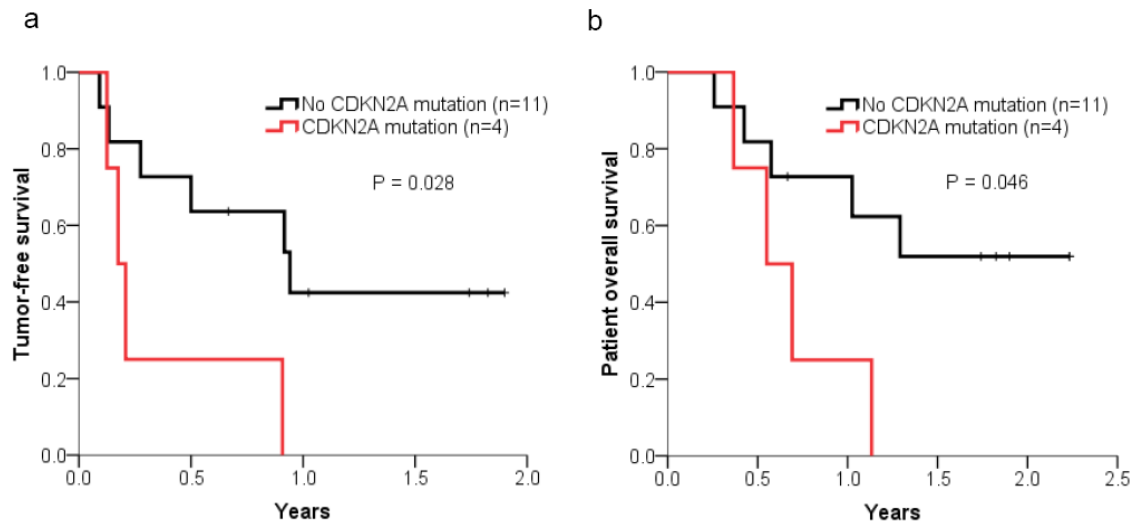 a
Tumor-free survival
1.0
0.8
0.6
0.4
0.2
0.0
No CDKN2A mutation (n=11)
CDKN2A mutation (n=4)
P = 0.028
0.0 0.5 1.0 1.5 2.0
Years
b
Patient overall survival
1.0
0.8
0.6
0.4
0.2
0.0
No CDKN2A mutation (n=11)
CDKN2A mutation (n=4)
P = 0.046
0.0 0.5 1.0 1.5 2.0 2.5
Years